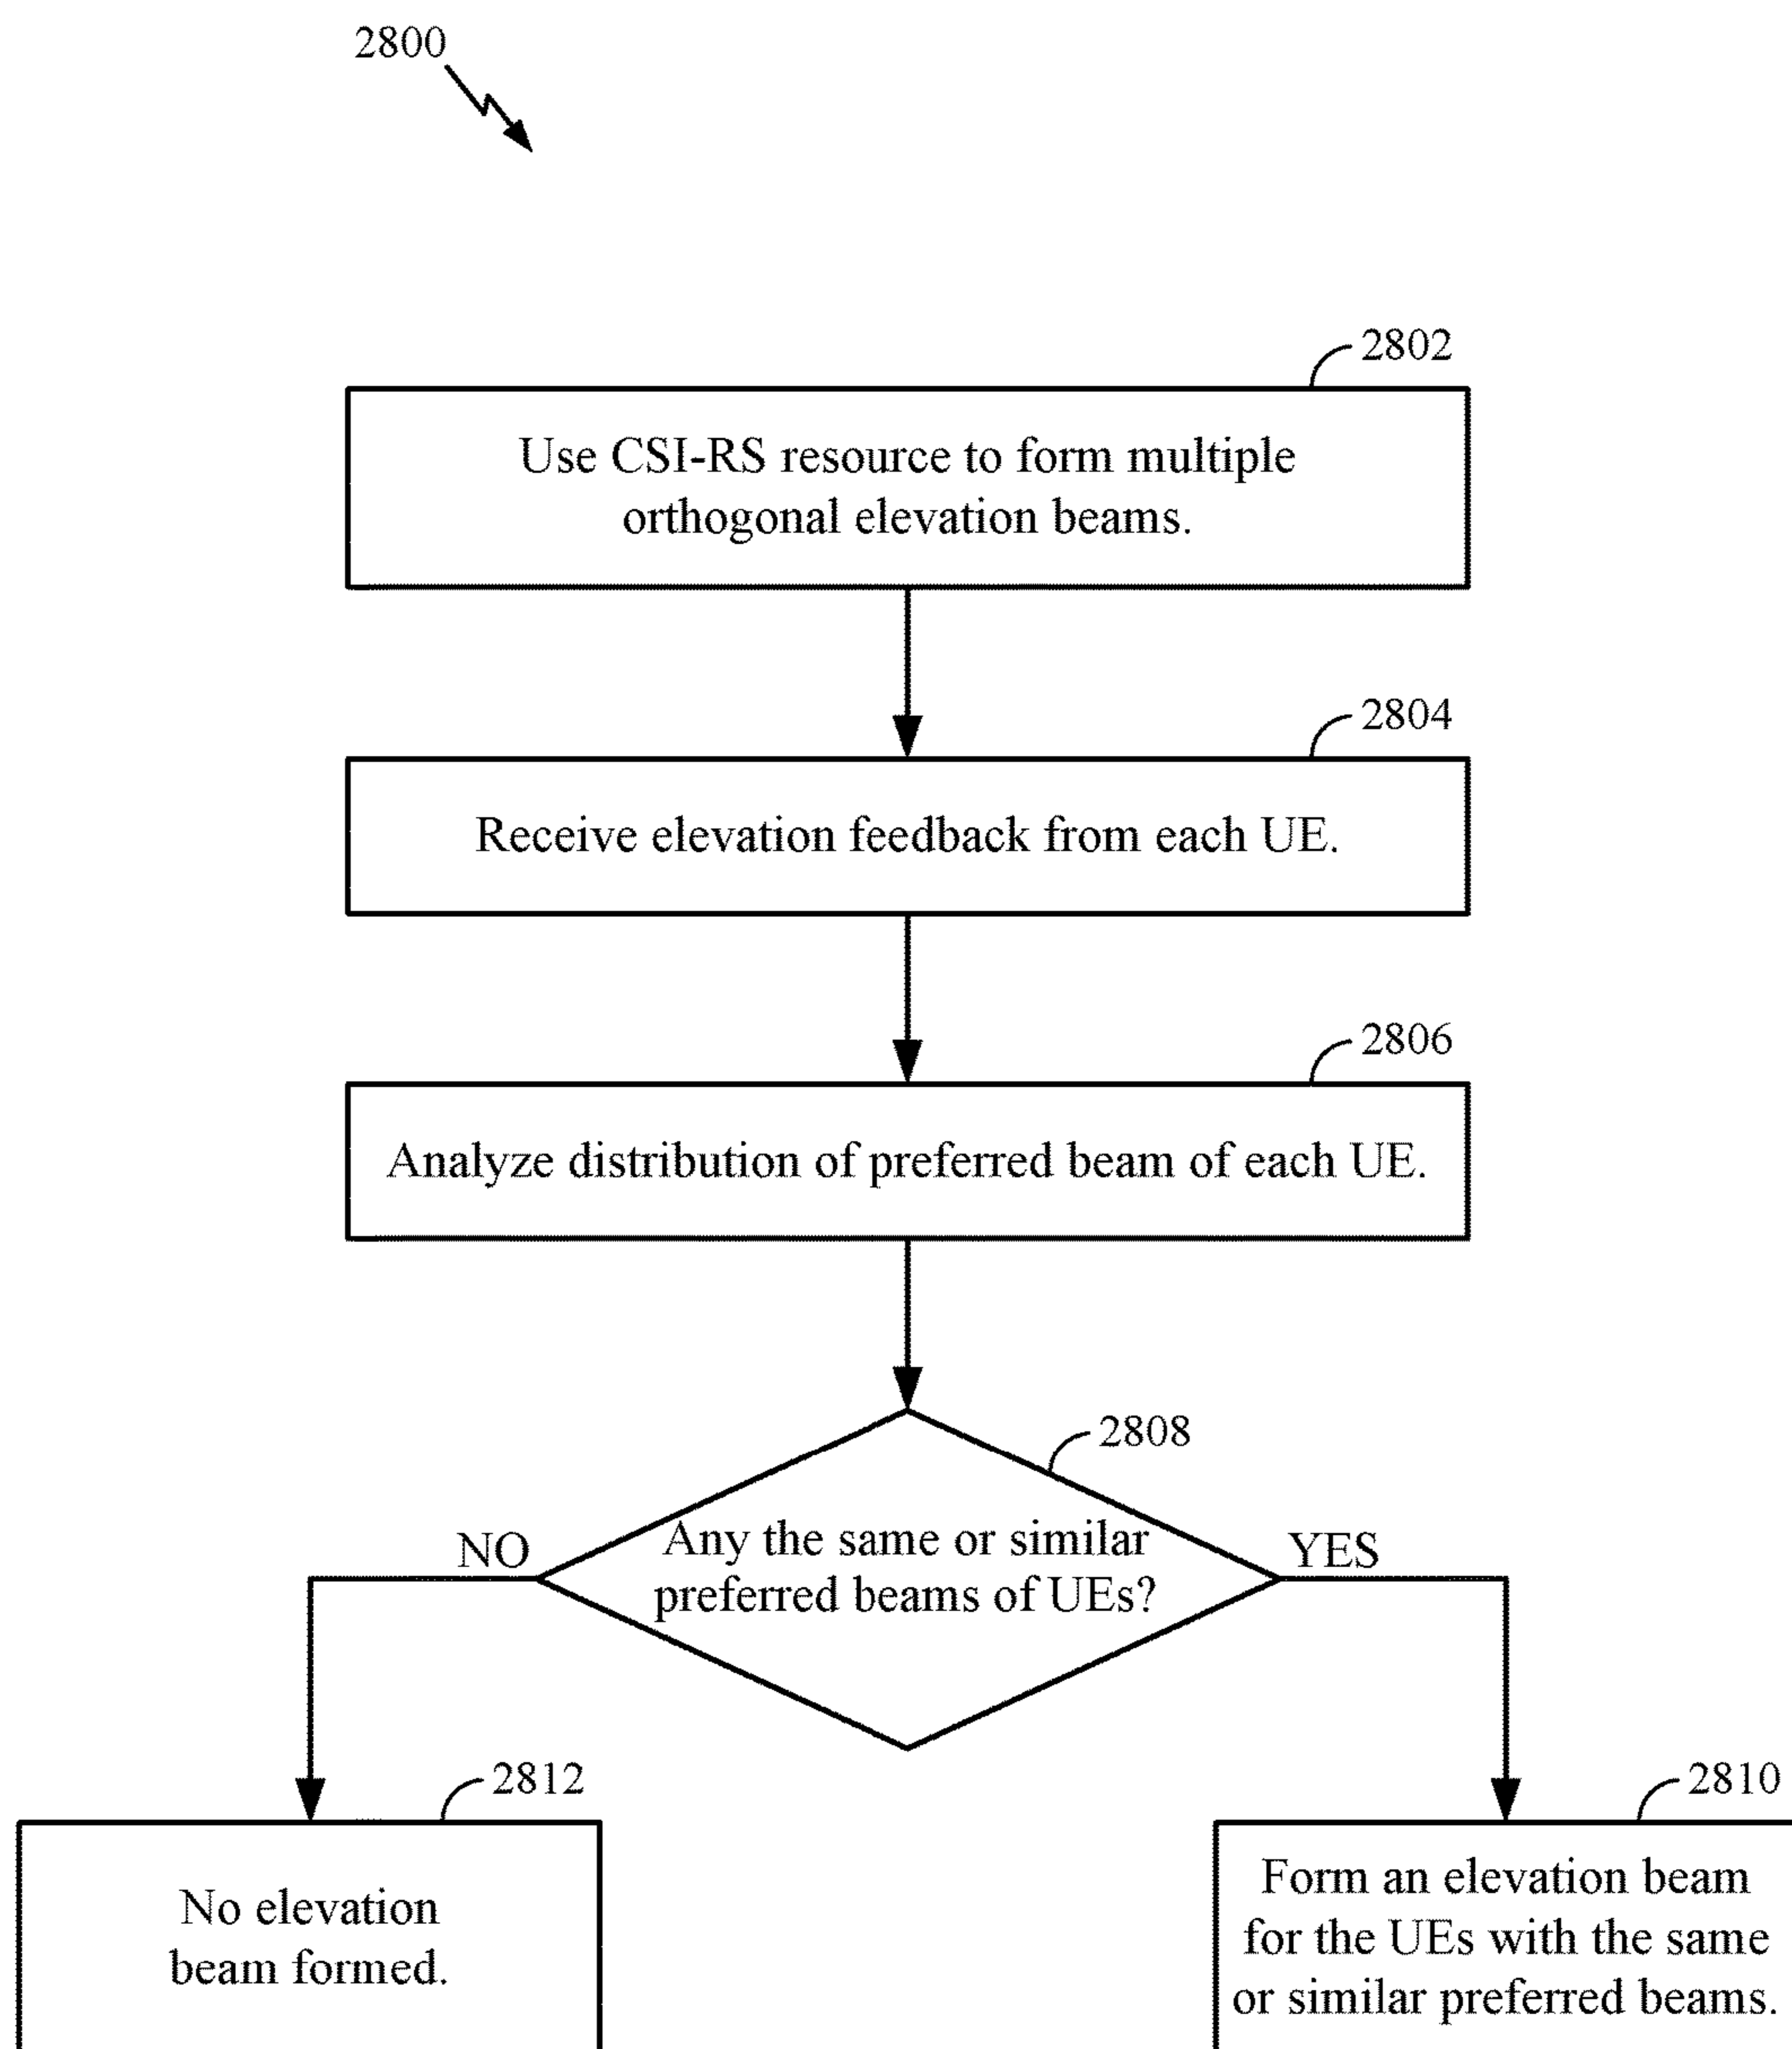 2800
2802
Use CSI-RS resource to form multiple
orthogonal elevation beams.
2804
Receive elevation feedback from each UE.
2806
Analyze distribution of preferred beam of each UE.
2808
NO
Any the same or similar
preferred beams of UEs?
YES
2812
No elevation
beam formed.
2810
Form an elevation beam
for the UEs with the same
or similar preferred beams.